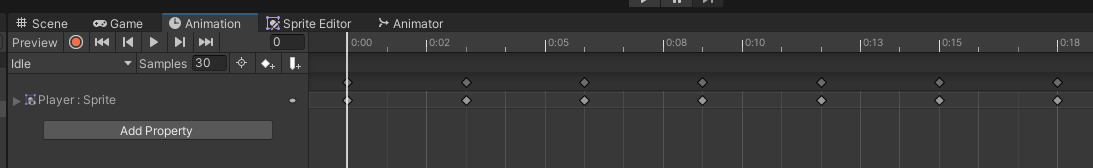 Scene Game Animation Sprite Editor Animator
Preview 0 0:00 0:02 0:05 0:08 0:10 0:13 0:15 0:18
Idle Samples 30
Player : Sprite
Add Property